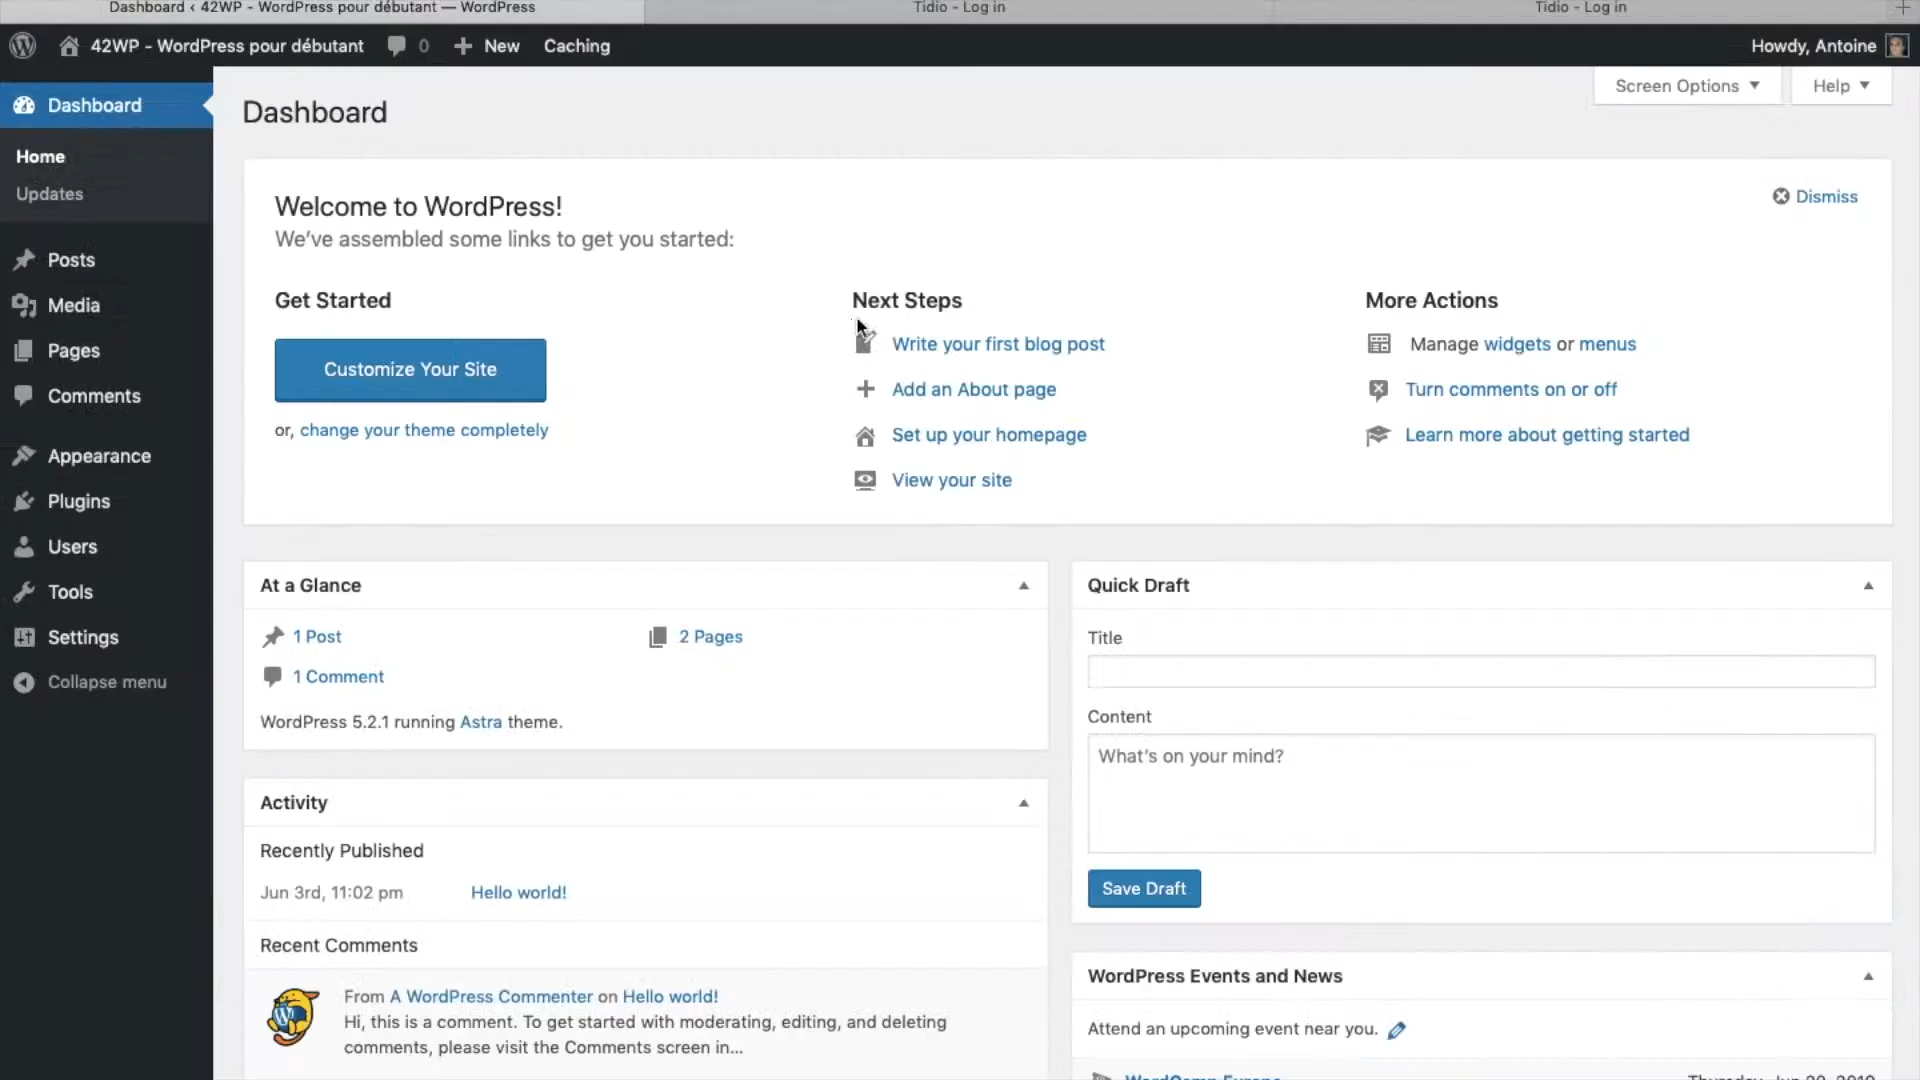 Dashboard ‹ 42WP - WordPress pour débutant — WordPress
Tidio - Log in
Tidio - Log in
42WP - WordPress pour débutant
0
New
Caching
Howdy, Antoine
Dashboard
Home
Updates
Posts
Media
Pages
Comments
Appearance
Plugins
Users
Tools
Settings
Collapse menu
Screen Options
Help
Dashboard
Welcome to WordPress!
We've assembled some links to get you started:
Dismiss
Get Started
Customize Your Site
or, change your theme completely
Next Steps
Write your first blog post
Add an About page
Set up your homepage
View your site
More Actions
Manage widgets or menus
Turn comments on or off
Learn more about getting started
At a Glance
1 Post
2 Pages
1 Comment
WordPress 5.2.1 running Astra theme.
Activity
Recently Published
Jun 3rd, 11:02 pm
Hello world!
Recent Comments
From A WordPress Commenter on Hello world!
Hi, this is a comment. To get started with moderating, editing, and deleting
comments, please visit the Comments screen in...
Quick Draft
Title
Content
What's on your mind?
Save Draft
WordPress Events and News
Attend an upcoming event near you.
WordCamp Europe